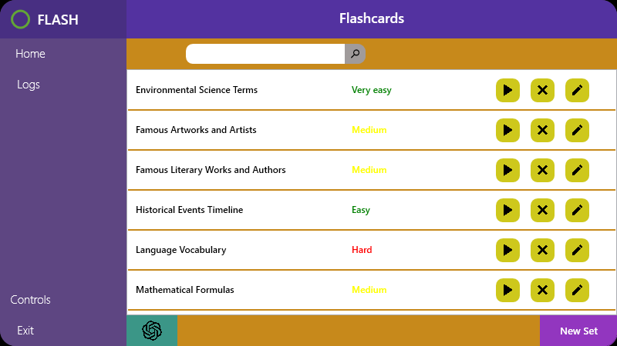 FLASH
Flashcards
Home
Logs
Environmental Science Terms Very easy
Famous Artworks and Artists Medium
Famous Literary Works and Authors Medium
Historical Events Timeline Easy
Language Vocabulary Hard
Mathematical Formulas Medium
Controls
Exit
New Set